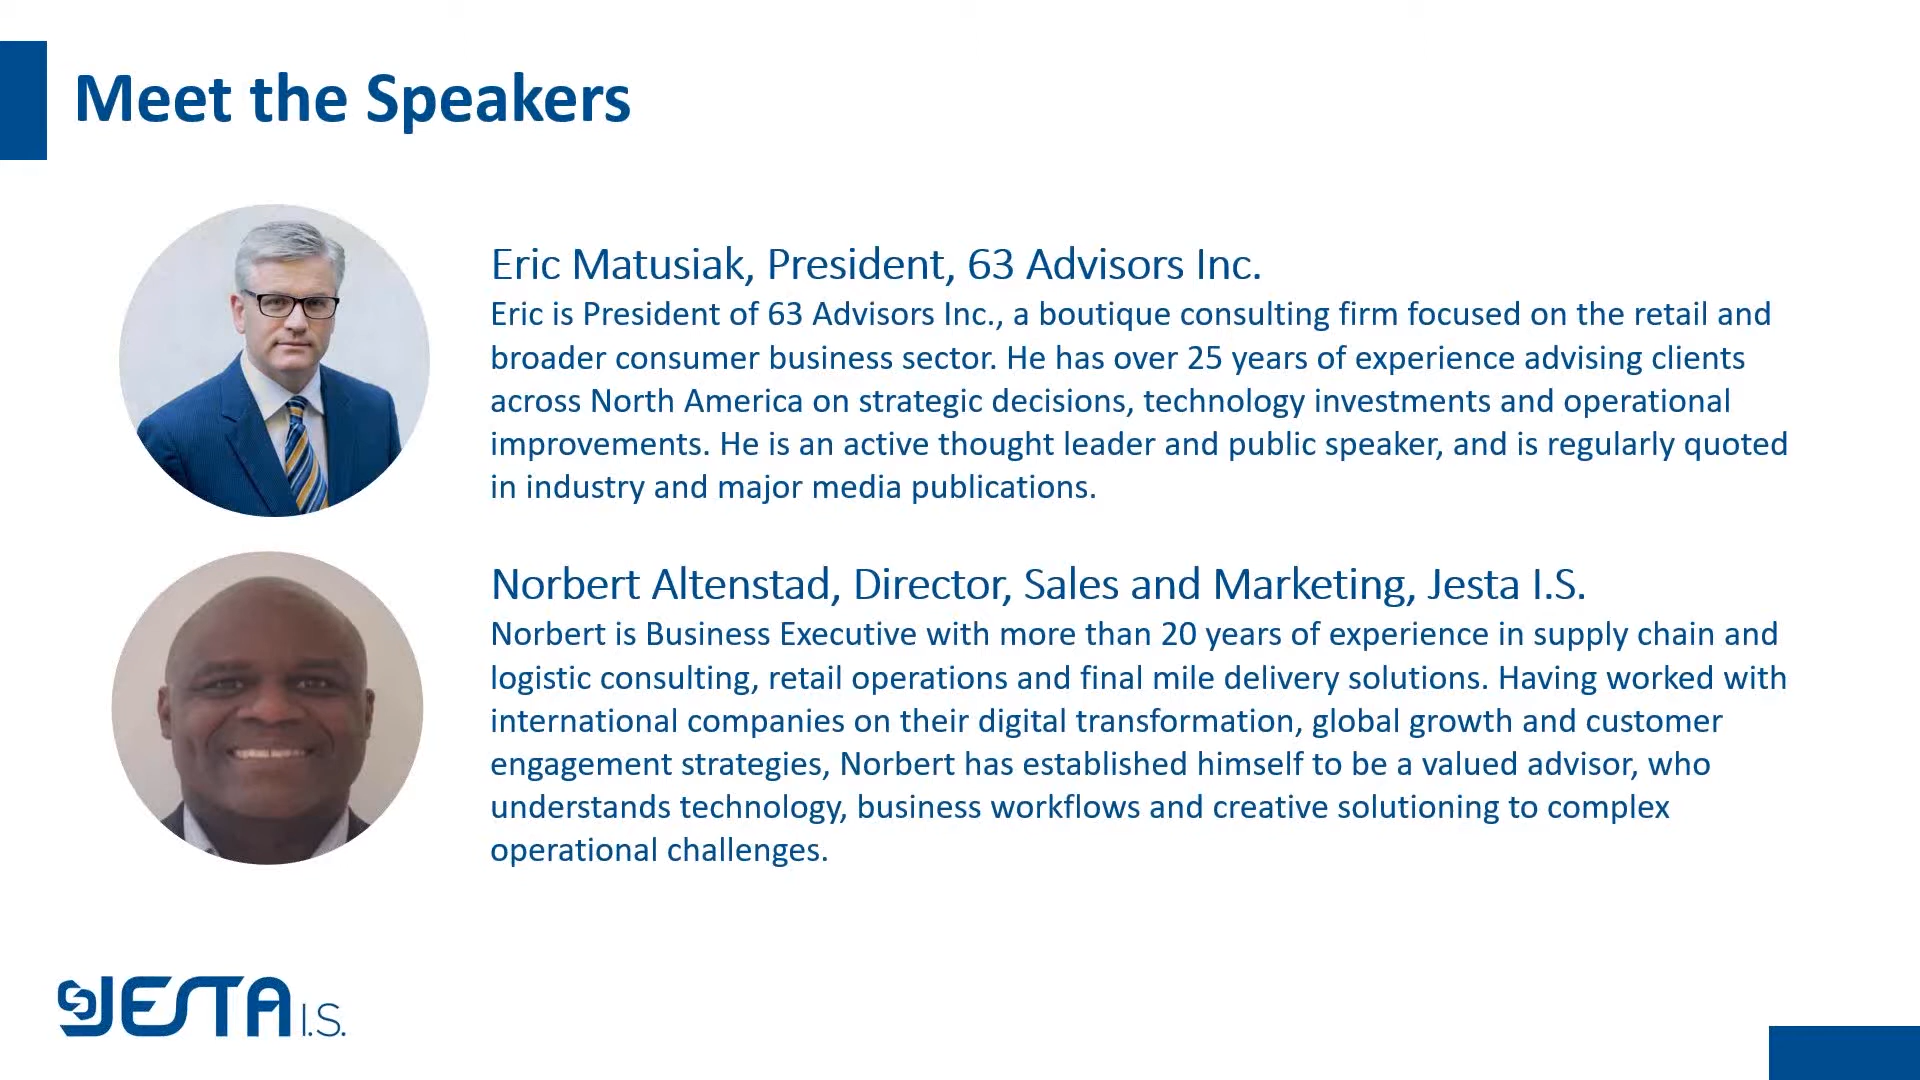 Meet the Speakers
Eric Matusiak, President, 63 Advisors Inc.
Eric is President of 63 Advisors Inc., a boutique consulting firm focused on the retail and
broader consumer business sector. He has over 25 years of experience advising clients
across North America on strategic decisions, technology investments and operational
improvements. He is an active thought leader and public speaker, and is regularly quoted
in industry and major media publications.
Norbert Altenstad, Director, Sales and Marketing, Jesta I.S.
Norbert is Business Executive with more than 20 years of experience in supply chain and
logistic consulting, retail operations and final mile delivery solutions. Having worked with
international companies on their digital transformation, global growth and customer
engagement strategies, Norbert has established himself to be a valued advisor, who
understands technology, business workflows and creative solutioning to complex
operational challenges.
JESTA I.S.